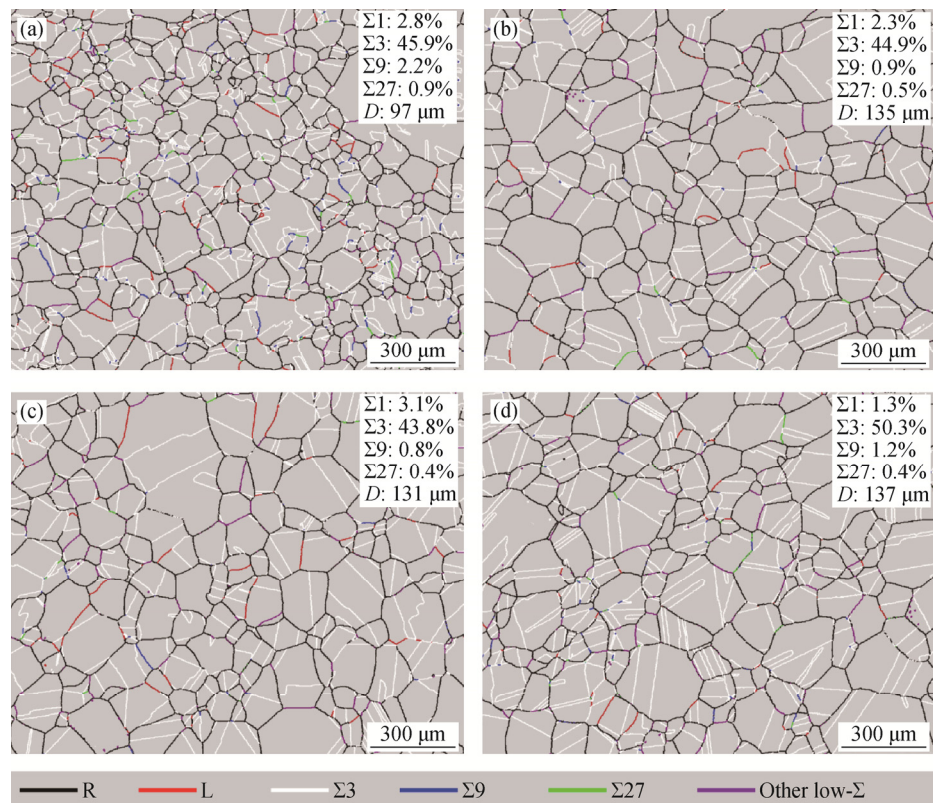 (a)
Σ1: 2.8%
Σ3: 45.9%
Σ9: 2.2%
Σ27: 0.9%
D: 97 μm
300 μm
(b)
Σ1: 2.3%
Σ3: 44.9%
Σ9: 0.9%
Σ27: 0.5%
D: 135 μm
300 μm
(c)
Σ1: 3.1%
Σ3: 43.8%
Σ9: 0.8%
Σ27: 0.4%
D: 131 μm
300 μm
(d)
Σ1: 1.3%
Σ3: 50.3%
Σ9: 1.2%
Σ27: 0.4%
D: 137 μm
300 μm
R L Σ3 Σ9 Σ27 Other low-Σ